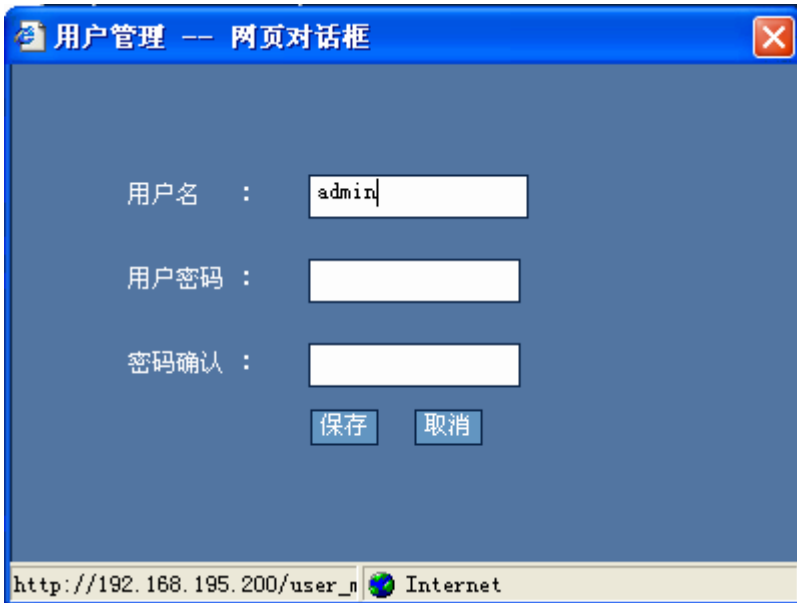 用户管理 -- 网页对话框
用户名 : admin
用户密码 :
密码确认 :
保存 取消
http://192.168.195.200/user_m Internet